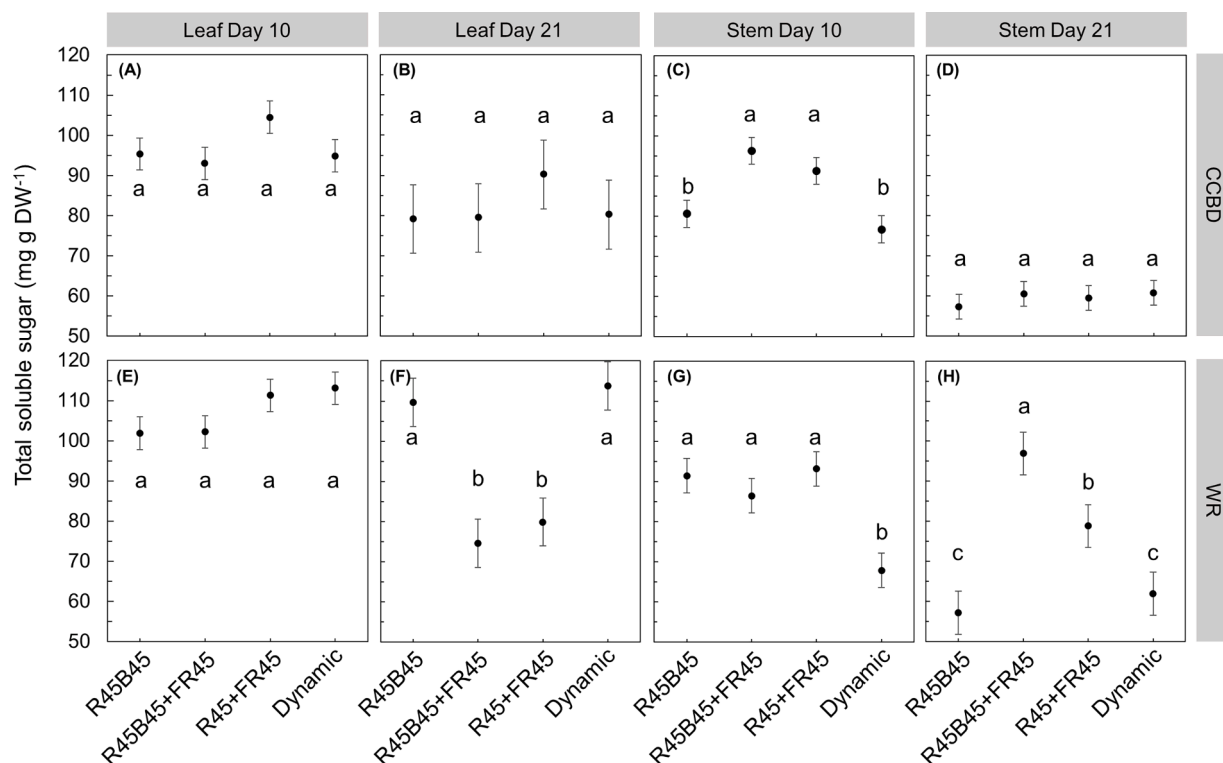 Leaf Day 10 Leaf Day 21 Stem Day 10 Stem Day 21
Total soluble sugar (mg g DW-1)
120
110
100
90
80
70
60
50
(A)
a a a a
(B)
a a a a
(C)
b a a b
(D)
a a a a
CCBD
120
110
100
90
80
70
60
50
(E)
a a a a
(F)
a b b a
(G)
a a a b
(H)
c a b c
WR
R45B45 R45B45+FR45 R45+FR45 Dynamic
R45B45 R45B45+FR45 R45+FR45 Dynamic
R45B45 R45B45+FR45 R45+FR45 Dynamic
R45B45 R45B45+FR45 R45+FR45 Dynamic